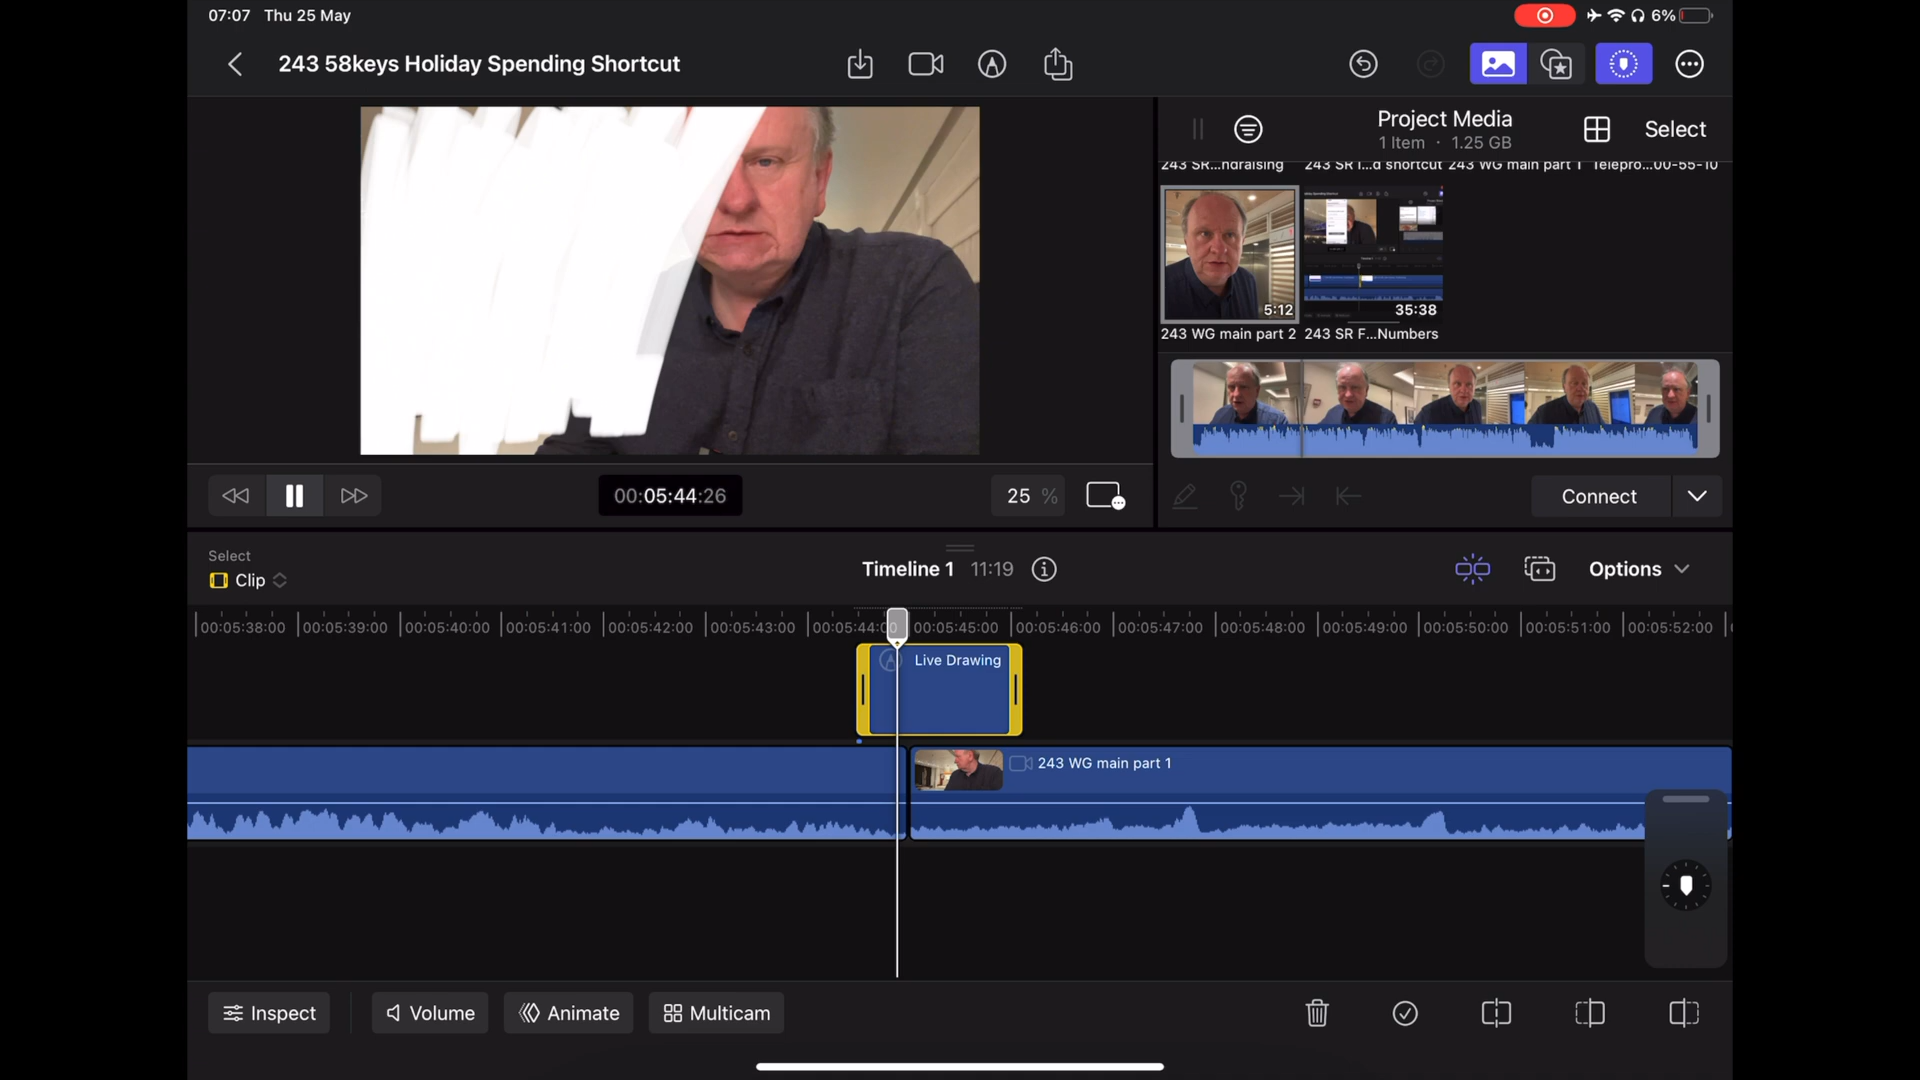 07:07 Thu 25 May
6%
243 58keys Holiday Spending Shortcut
Project Media
1 Item · 1.25 GB
Select
243 SR...ndraising 243 SR I...d shortcut 243 WG main part 1 Telepro...00-55-10
5:12
35:38
243 WG main part 2 243 SR F...Numbers
00:05:44:26
25 %
Connect
Select
Clip
Timeline 1 11:19
Options
00:05:38:00 00:05:39:00 00:05:40:00 00:05:41:00 00:05:42:00 00:05:43:00 00:05:44:00 00:05:45:00 00:05:46:00 00:05:47:00 00:05:48:00 00:05:49:00 00:05:50:00 00:05:51:00 00:05:52:00
Live Drawing
243 WG main part 1
Inspect Volume Animate Multicam